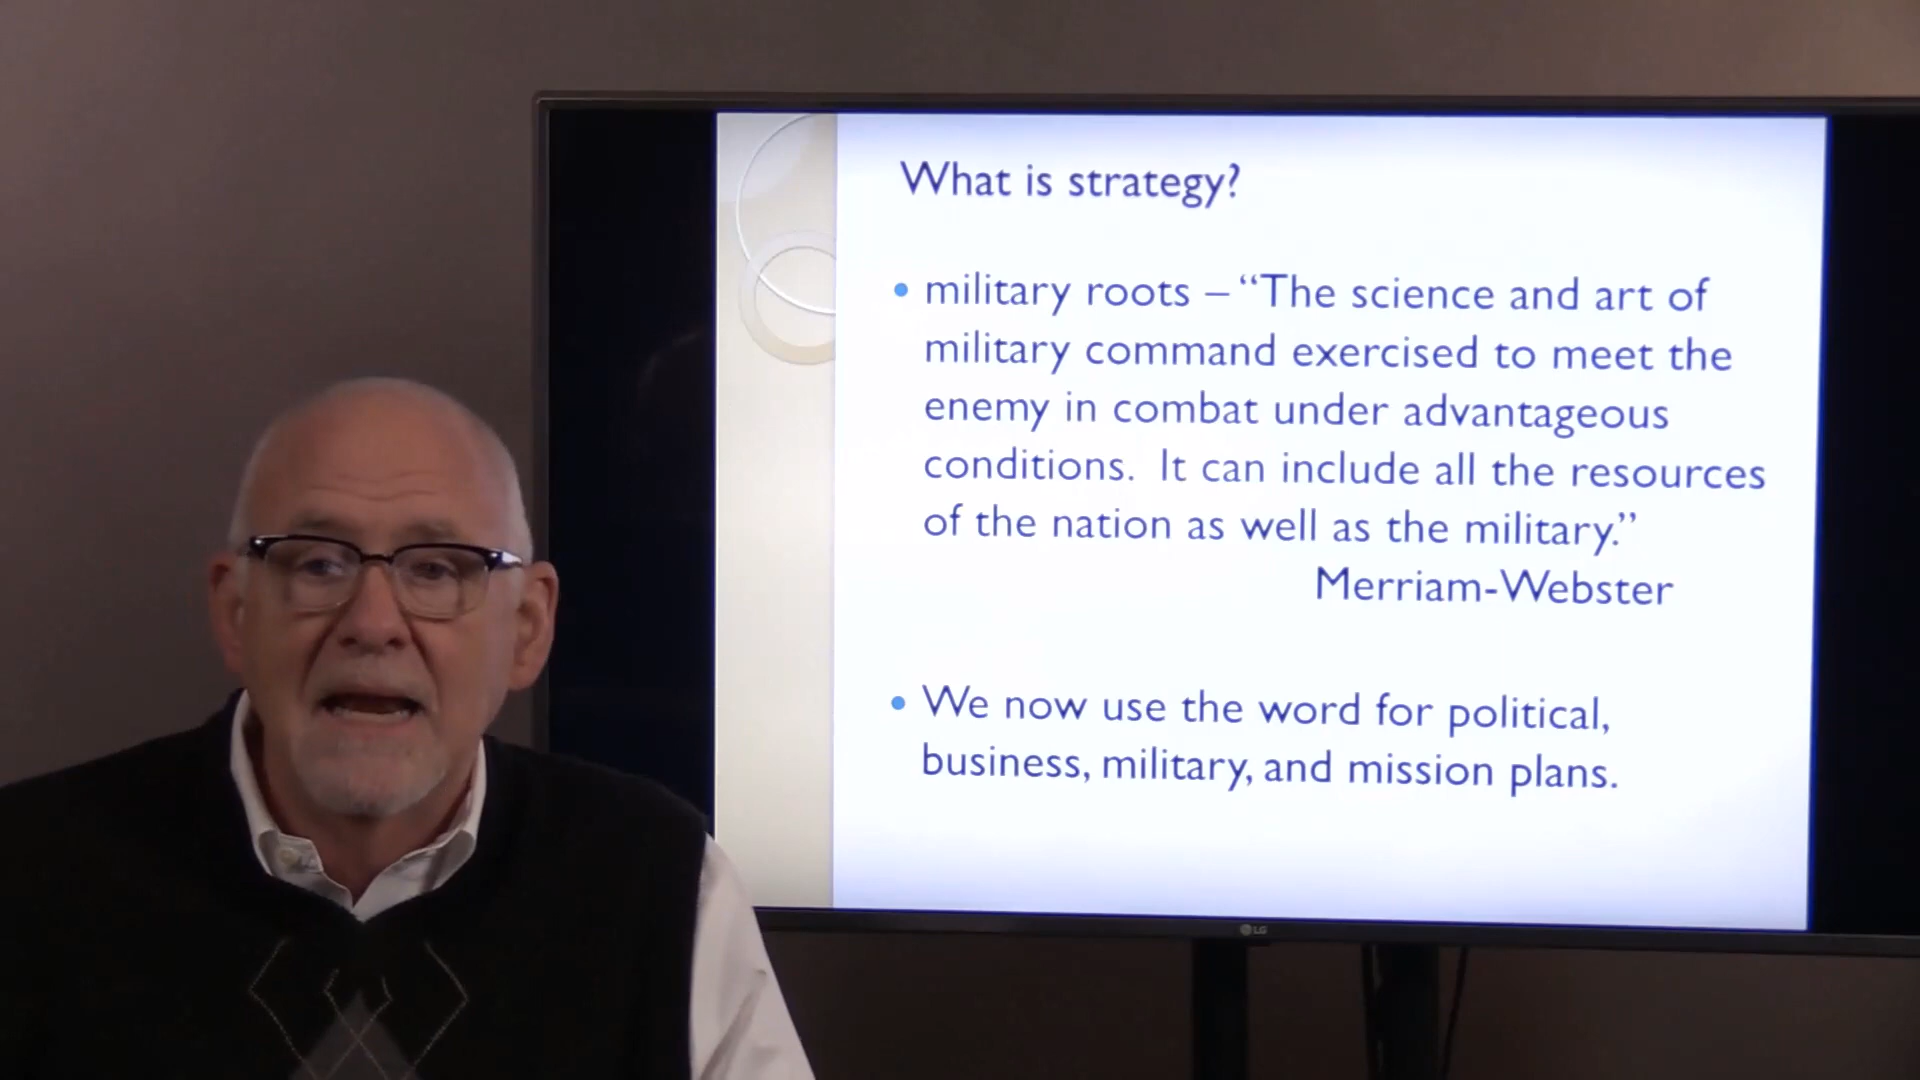 What is strategy?
• military roots – “The science and art of
military command exercised to meet the
enemy in combat under advantageous
conditions. It can include all the resources
of the nation as well as the military.”
Merriam-Webster
• We now use the word for political,
business, military, and mission plans.
LG